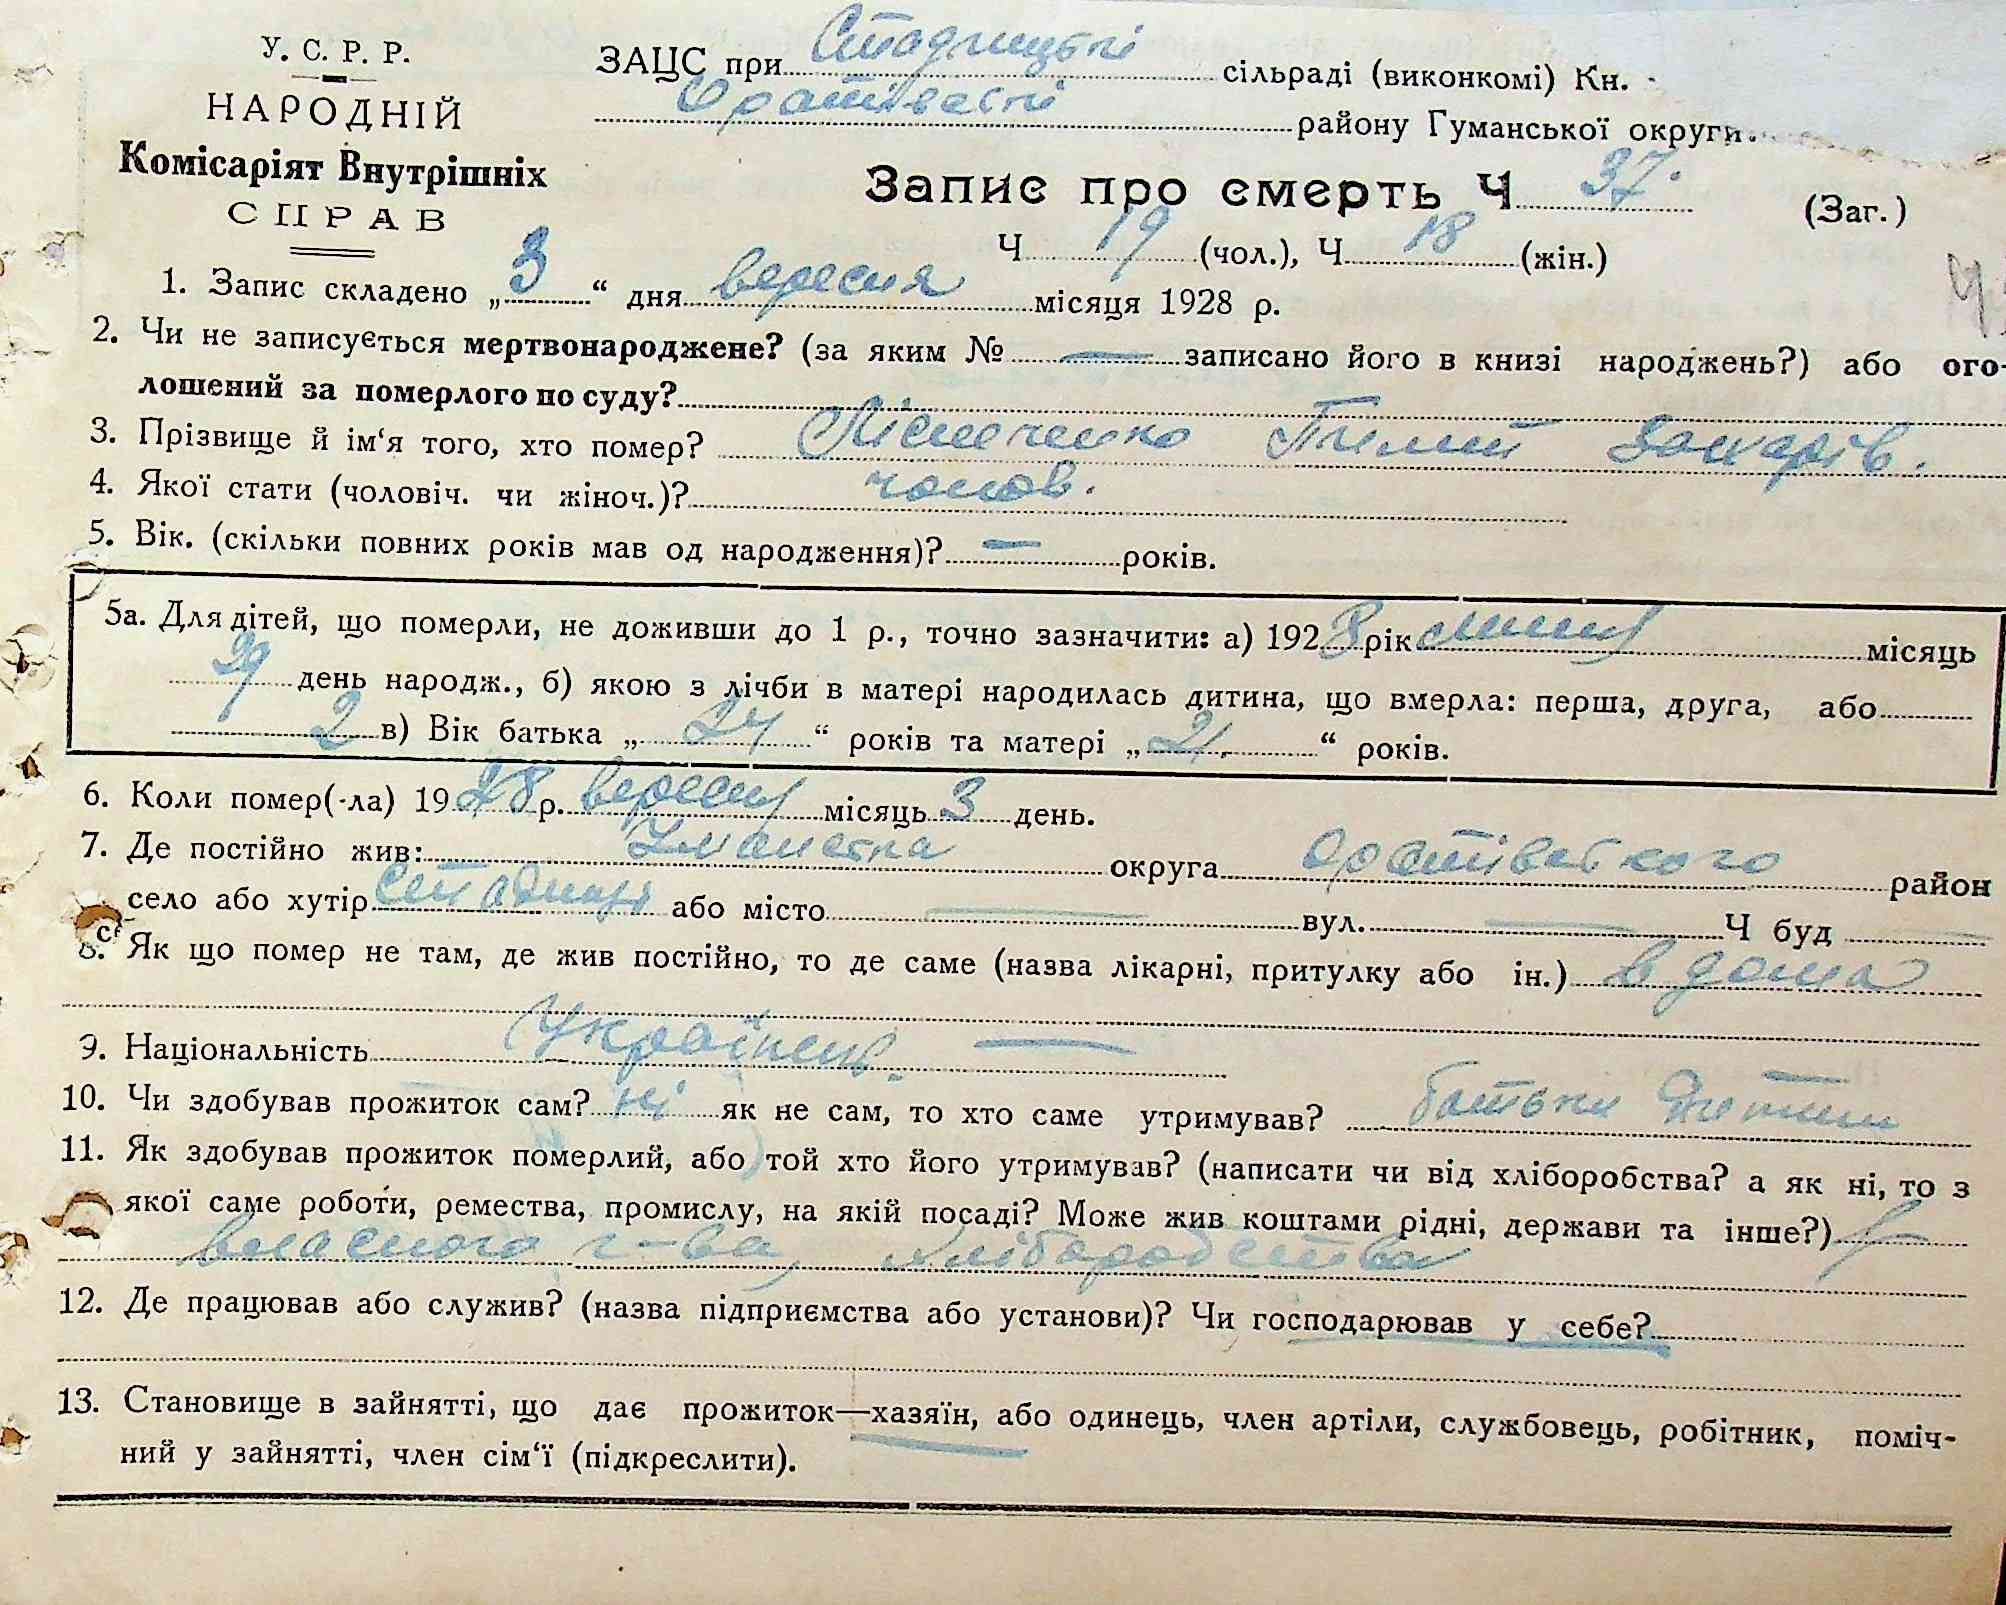 У. С. Р. Р.
НАРОДНІЙ
Комісаріят Внутрішніх
СПРАВ
ЗАЦС при Стадницькі сільраді (виконкомі) Кн.
Оратівські району Гуманської округи.
Запис про смерть Ч 37. (Заг.)
Ч 19 (чол.), Ч 18 (жін.)
1. Запис складено „ 3 “ дня вересня місяця 1928 р.
2. Чи не записується мертвонароджене? (за яким № — записано його в книзі народжень?) або ого-
лошений за померлого по суду?
3. Прізвище й ім‘я того, хто помер? Захарів.
4. Якої стати (чоловіч. чи жіноч.)? чолов.
5. Вік. (скільки повних років мав од народження)? — років.
5а. Для дітей, що померли, не доживши до 1 р., точно зазначити: а) 1928 рік місяць
29 день народж., б) якою з лічби в матері народилась дитина, що вмерла: перша, друга, або
2 в) Вік батька „ 24 “ років та матері „ 21 “ років.
6. Коли помер(-ла) 1928 р. вересня місяць 3 день.
7. Де постійно жив: Уманська округа Оратівського район
село або хутір Стадниця або місто — вул. — Ч буд —
8. Як що помер не там, де жив постійно, то де саме (назва лікарні, притулку або ін.) в дома
9. Національність Українець. —
10. Чи здобував прожиток сам? ні як не сам, то хто саме утримував? батько
11. Як здобував прожиток померлий, або той хто його утримував? (написати чи від хліборобства? а як ні, то з
якої саме роботи, ремества, промислу, на якій посаді? Може жив коштами рідні, держави та інше?)
власного г-ва, хліборобства
12. Де працював або служив? (назва підприємства або установи)? Чи господарював у себе?
13. Становище в зайнятті, що дає прожиток—хазяїн, або одинець, член артіли, службовець, робітник, поміч-
ний у зайнятті, член сім‘ї (підкреслити).